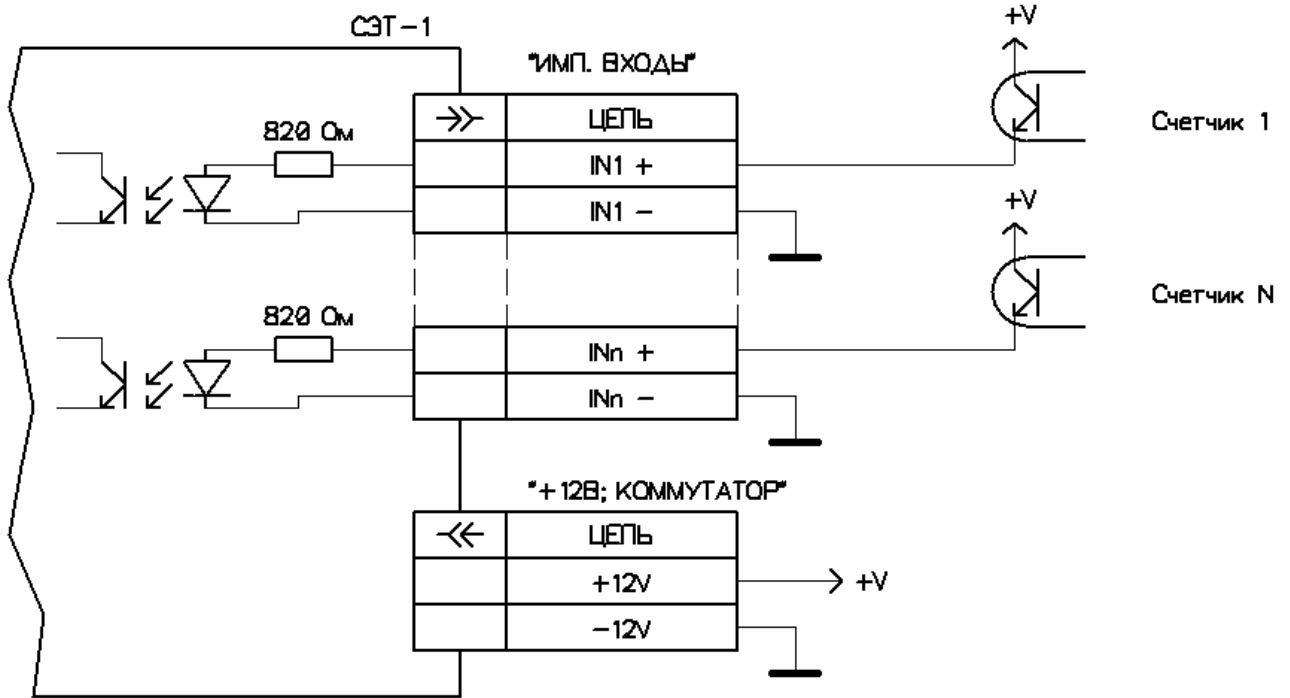 СЭТ-1
"ИМП. ВХОДЫ"
+V
ЦЕПЬ
Счетчик 1
820 Ом
IN1 +
IN1 -
+V
Счетчик N
820 Ом
INn +
INn -
"+12В; КОММУТАТОР"
ЦЕПЬ
+12V
+V
-12V